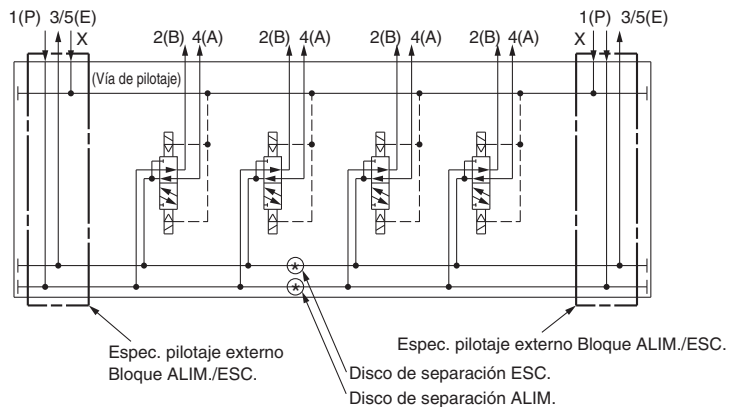 1(P) 3/5(E)
X
2(B) 4(A)
2(B) 4(A)
2(B) 4(A)
2(B) 4(A)
1(P) 3/5(E)
X
(Vía de pilotaje)
* 
*
Espec. pilotaje externo
Bloque ALIM./ESC.
Espec. pilotaje externo Bloque ALIM./ESC.
Disco de separación ESC.
Disco de separación ALIM.